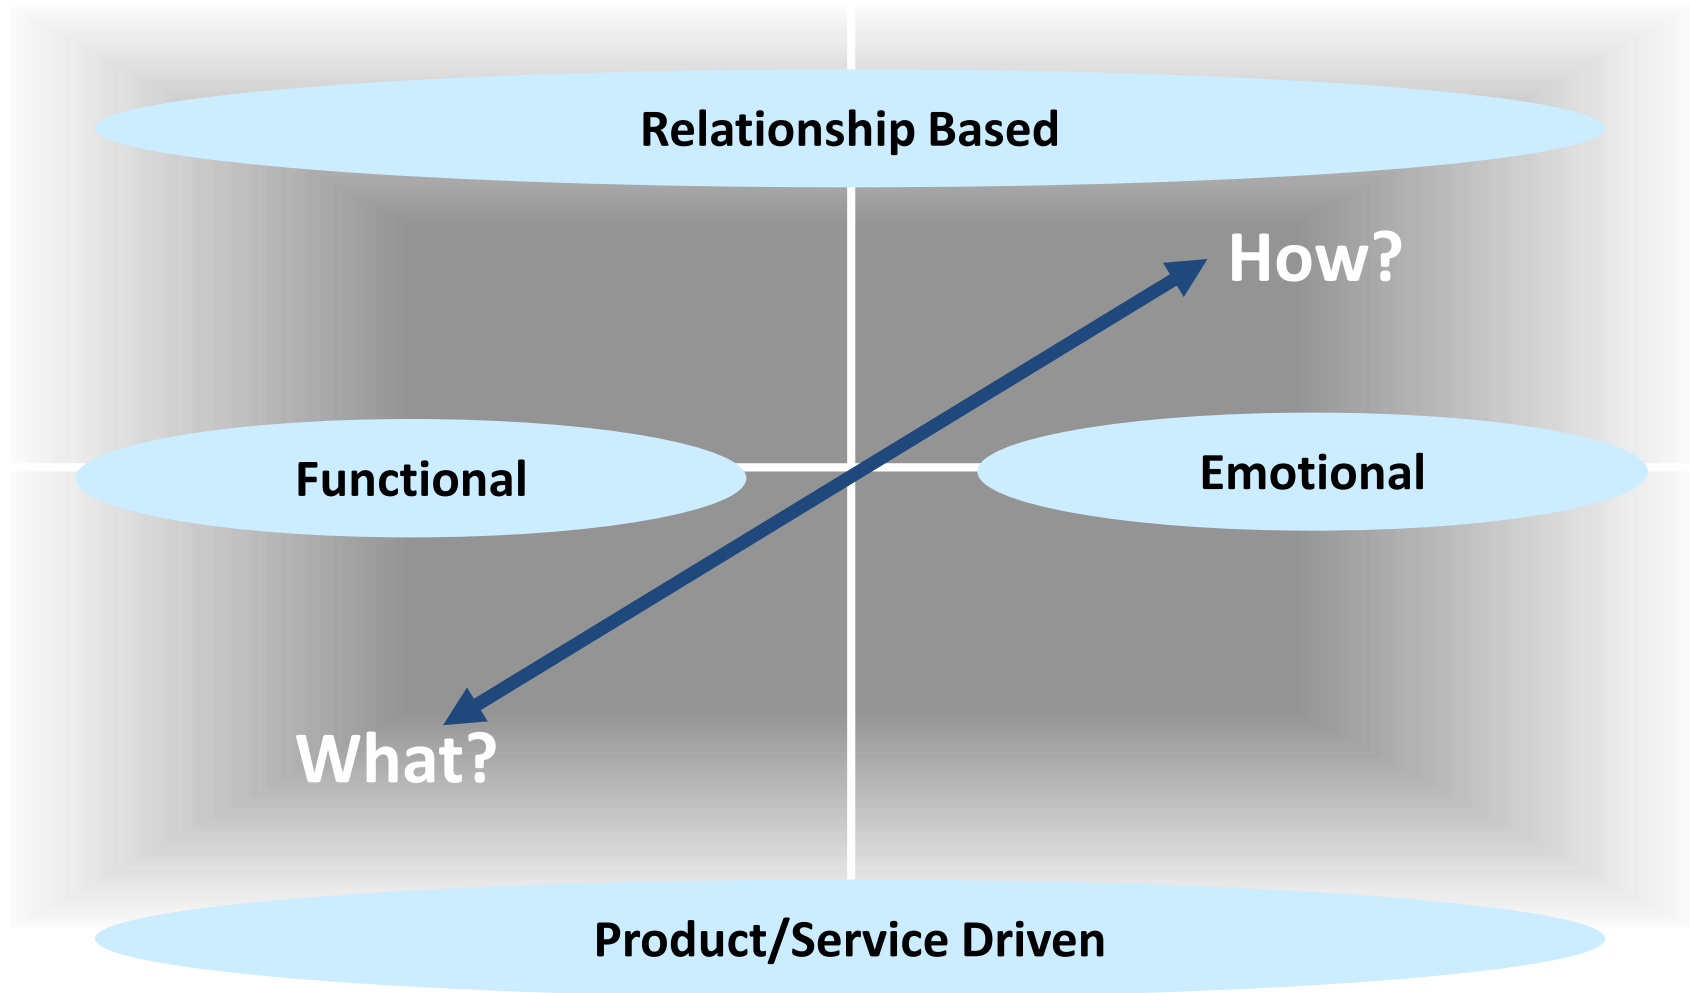 Relationship Based
How?
Functional
Emotional
What?
Product/Service Driven